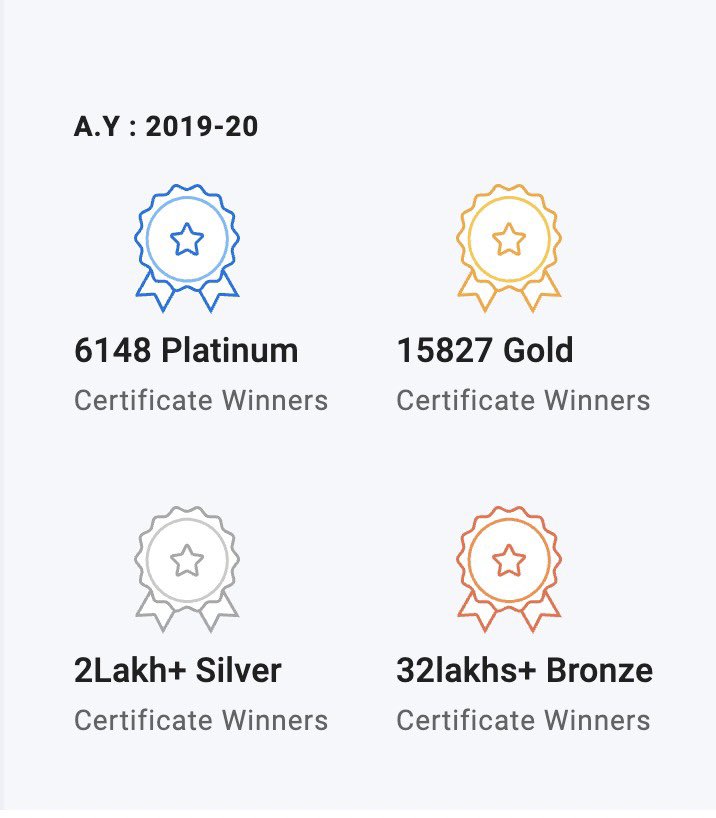 A.Y : 2019-20
6148 Platinum
Certificate Winners
15827 Gold
Certificate Winners
2Lakh+ Silver
Certificate Winners
32lakhs+ Bronze
Certificate Winners